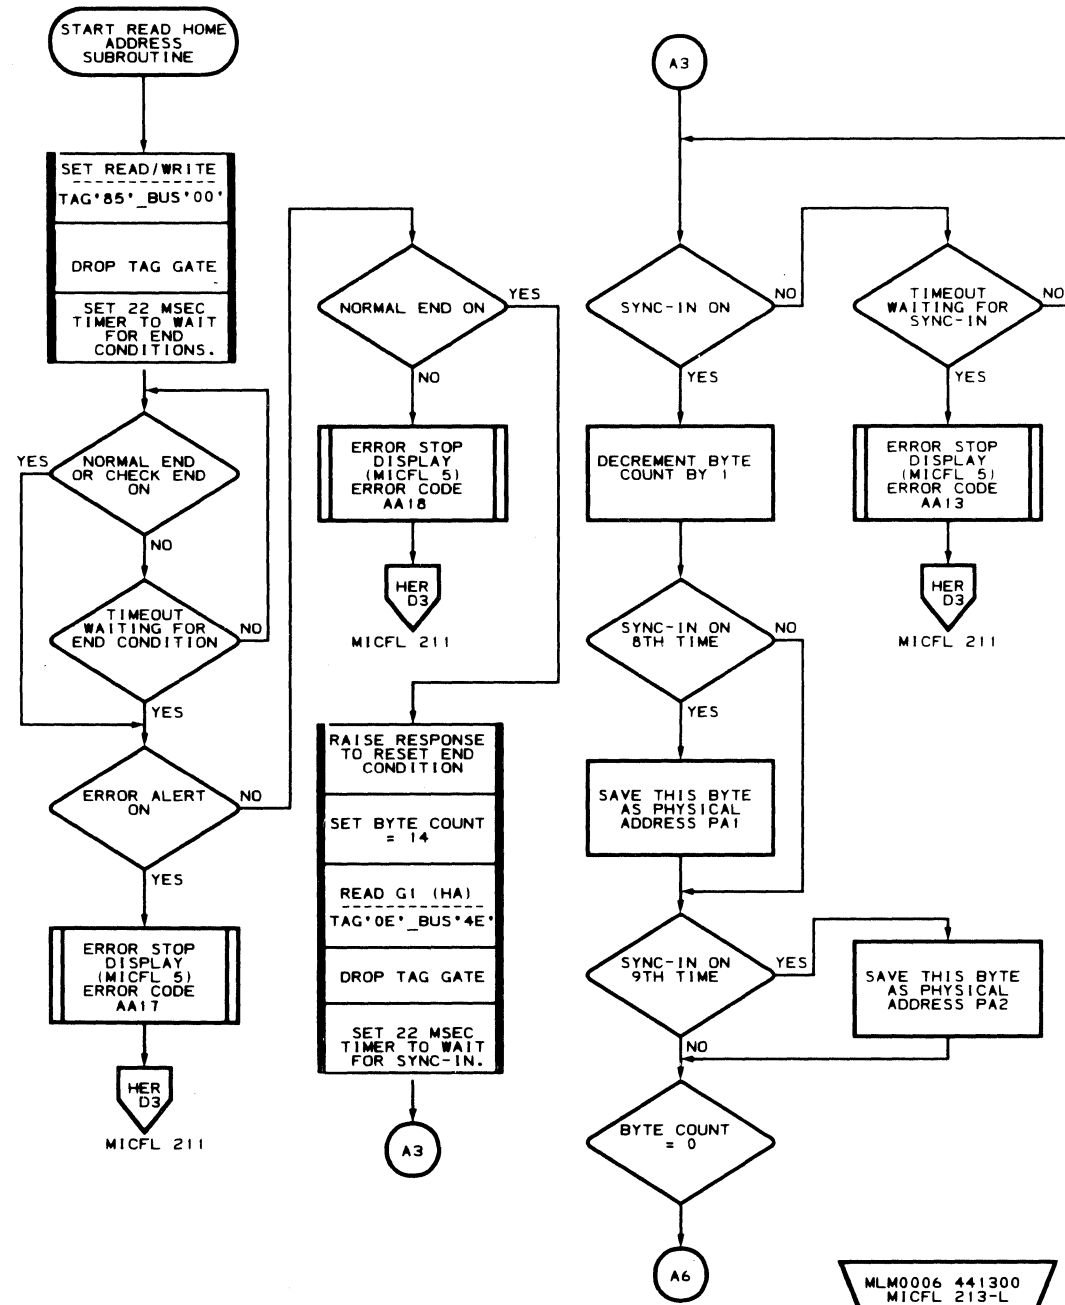 START READ HOME
ADDRESS
SUBROUTINE
SET READ/WRITE
TAG'85'_BUS'00'
DROP TAG GATE
SET 22 MSEC
TIMER TO WAIT
FOR END
CONDITIONS.
YES
NORMAL END
OR CHECK END
ON
NO
TIMEOUT
WAITING FOR
END CONDITION
NO
YES
ERROR ALERT
ON
NO
YES
ERROR STOP
DISPLAY
(MICFL 5)
ERROR CODE
AA17
HER
D3
MICFL 211
NORMAL END ON
YES
NO
ERROR STOP
DISPLAY
(MICFL 5)
ERROR CODE
AA18
HER
D3
MICFL 211
RAISE RESPONSE
TO RESET END
CONDITION
SET BYTE COUNT
= 14
READ G1 (HA)
TAG'0E'_BUS'4E'
DROP TAG GATE
SET 22 MSEC
TIMER TO WAIT
FOR SYNC-IN.
A3
A3
SYNC-IN ON
NO
YES
DECREMENT BYTE
COUNT BY 1
SYNC-IN ON
8TH TIME
NO
YES
SAVE THIS BYTE
AS PHYSICAL
ADDRESS PA1
SYNC-IN ON
9TH TIME
YES
NO
BYTE COUNT
= 0
A6
TIMEOUT
WAITING FOR
SYNC-IN
NO
YES
ERROR STOP
DISPLAY
(MICFL 5)
ERROR CODE
AA13
HER
D3
MICFL 211
SAVE THIS BYTE
AS PHYSICAL
ADDRESS PA2
MLM0006 441300
MICFL 213-L